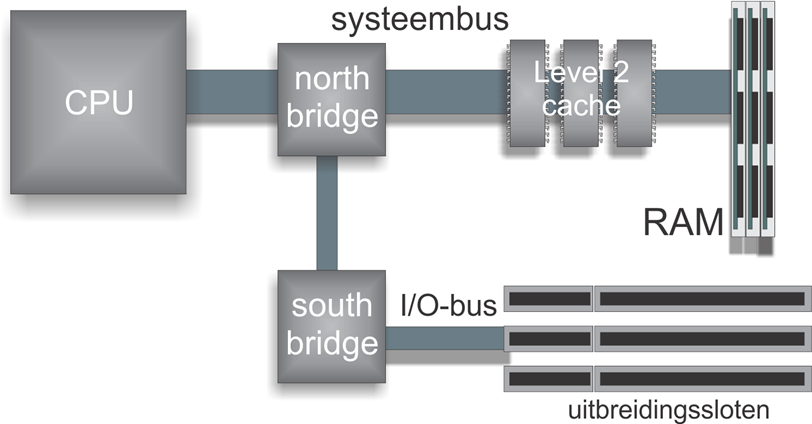 systeembus
CPU
north
bridge
Level 2
cache
RAM
south
bridge
I/O-bus
uitbreidingssloten